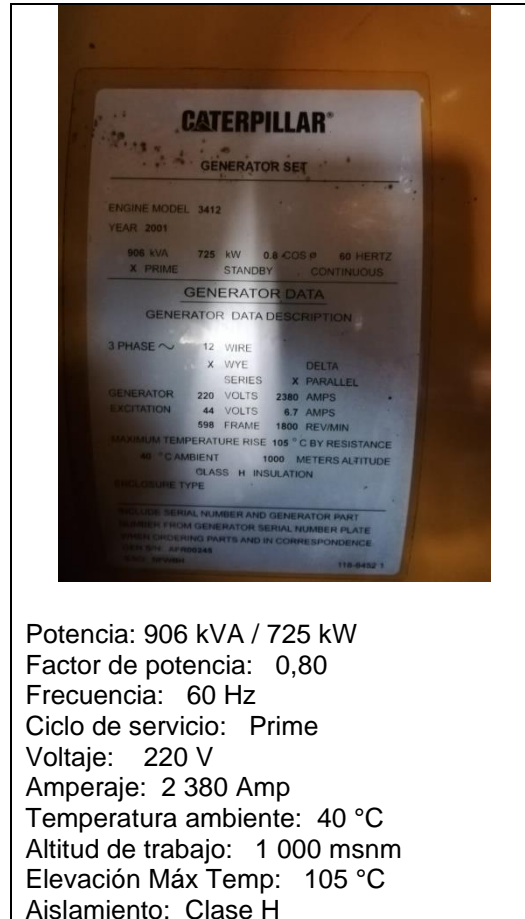 CATERPILLAR®
GENERATOR SET
ENGINE MODEL 3412
YEAR 2001
906 kVA 725 kW 0.8 COS ø 60 HERTZ
X PRIME STANDBY CONTINUOUS
GENERATOR DATA
GENERATOR DATA DESCRIPTION
3 PHASE ~ 12 WIRE
X WYE DELTA
SERIES X PARALLEL
GENERATOR 220 VOLTS 2380 AMPS
EXCITATION 44 VOLTS 6.7 AMPS
598 FRAME 1800 REV/MIN
MAXIMUM TEMPERATURE RISE 105 °C BY RESISTANCE
40 °C AMBIENT 1000 METERS ALTITUDE
CLASS H INSULATION
ENCLOSURE TYPE
INCLUDE SERIAL NUMBER AND GENERATOR PART
NUMBER FROM GENERATOR SERIAL NUMBER PLATE
WHEN ORDERING PARTS AND IN CORRESPONDENCE
GEN S/N
118-8452 1
Potencia: 906 kVA / 725 kW
Factor de potencia: 0,80
Frecuencia: 60 Hz
Ciclo de servicio: Prime
Voltaje: 220 V
Amperaje: 2 380 Amp
Temperatura ambiente: 40 °C
Altitud de trabajo: 1 000 msnm
Elevación Máx Temp: 105 °C
Aislamiento: Clase H